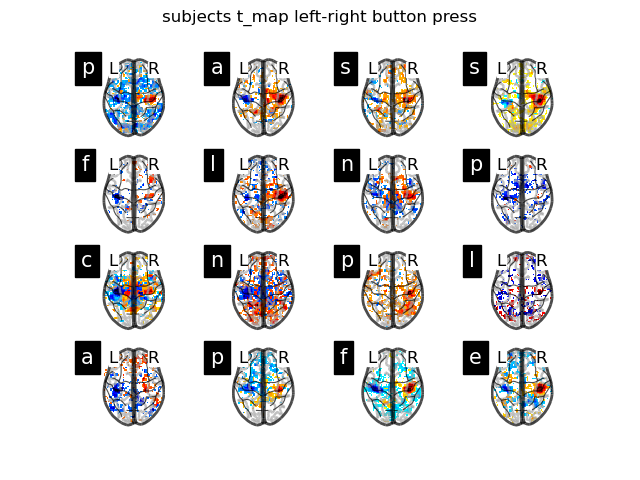 subjects t_map left-right button press
p L R a L R s L R s L R
f L R l L R n L R p L R
c L R n L R p L R l L R
a L R p L R f L R e L R